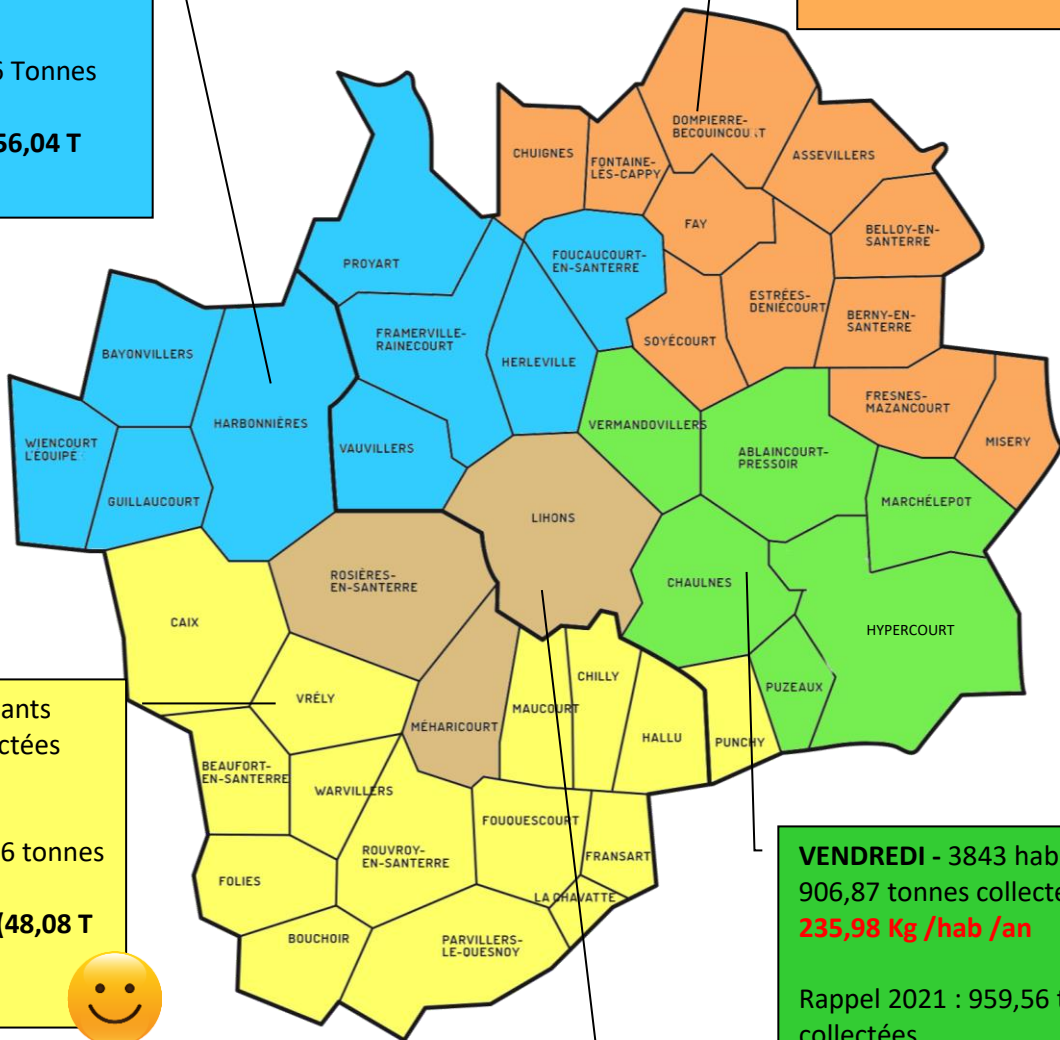 Tonnes
56,04 T
DOMPIERRE-
BECQUINCOURT
CHUIGNES
FONTAINE-
LES-CAPPY
ASSEVILLERS
FAY
BELLOY-EN-
SANTERRE
PROYART
FOUCAUCOURT-
EN-SANTERRE
ESTRÉES-
DENIÉCOURT
BERNY-EN-
SANTERRE
FRAMERVILLE-
RAINECOURT
SOYÉCOURT
BAYONVILLERS
HERLEVILLE
FRESNES-
MAZANCOURT
HARBONNIÈRES
VERMANDOVILLERS
WIENCOURT
L'ÉQUIPÉE
VAUVILLERS
ABLAINCOURT-
PRESSOIR
MISERY
GUILLAUCOURT
MARCHÉLEPOT
LIHONS
ROSIÈRES-
EN-SANTERRE
CHAULNES
CAIX
HYPERCOURT
CHILLY
PUZEAUX
VRÉLY
MAUCOURT
MÉHARICOURT
HALLU
PUNCHY
BEAUFORT-
EN-SANTERRE
WARVILLERS
FOUQUESCOURT
ROUVROY-
EN-SANTERRE
FRANSART
FOLIES
LA CHAVATTE
BOUCHOIR
PARVILLERS-
LE-QUESNOY
ants
ctées
6 tonnes
(48,08 T
VENDREDI - 3843 hab
906,87 tonnes collecté
235,98 Kg /hab /an
Rappel 2021 : 959,56 t
collectées